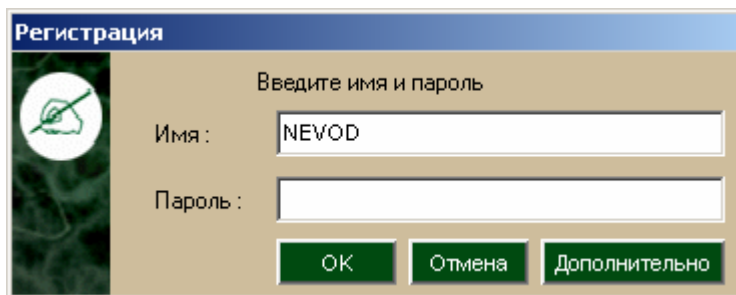 Регистрация
Введите имя и пароль
Имя :
NEVOD
Пароль :
OK
Отмена
Дополнительно